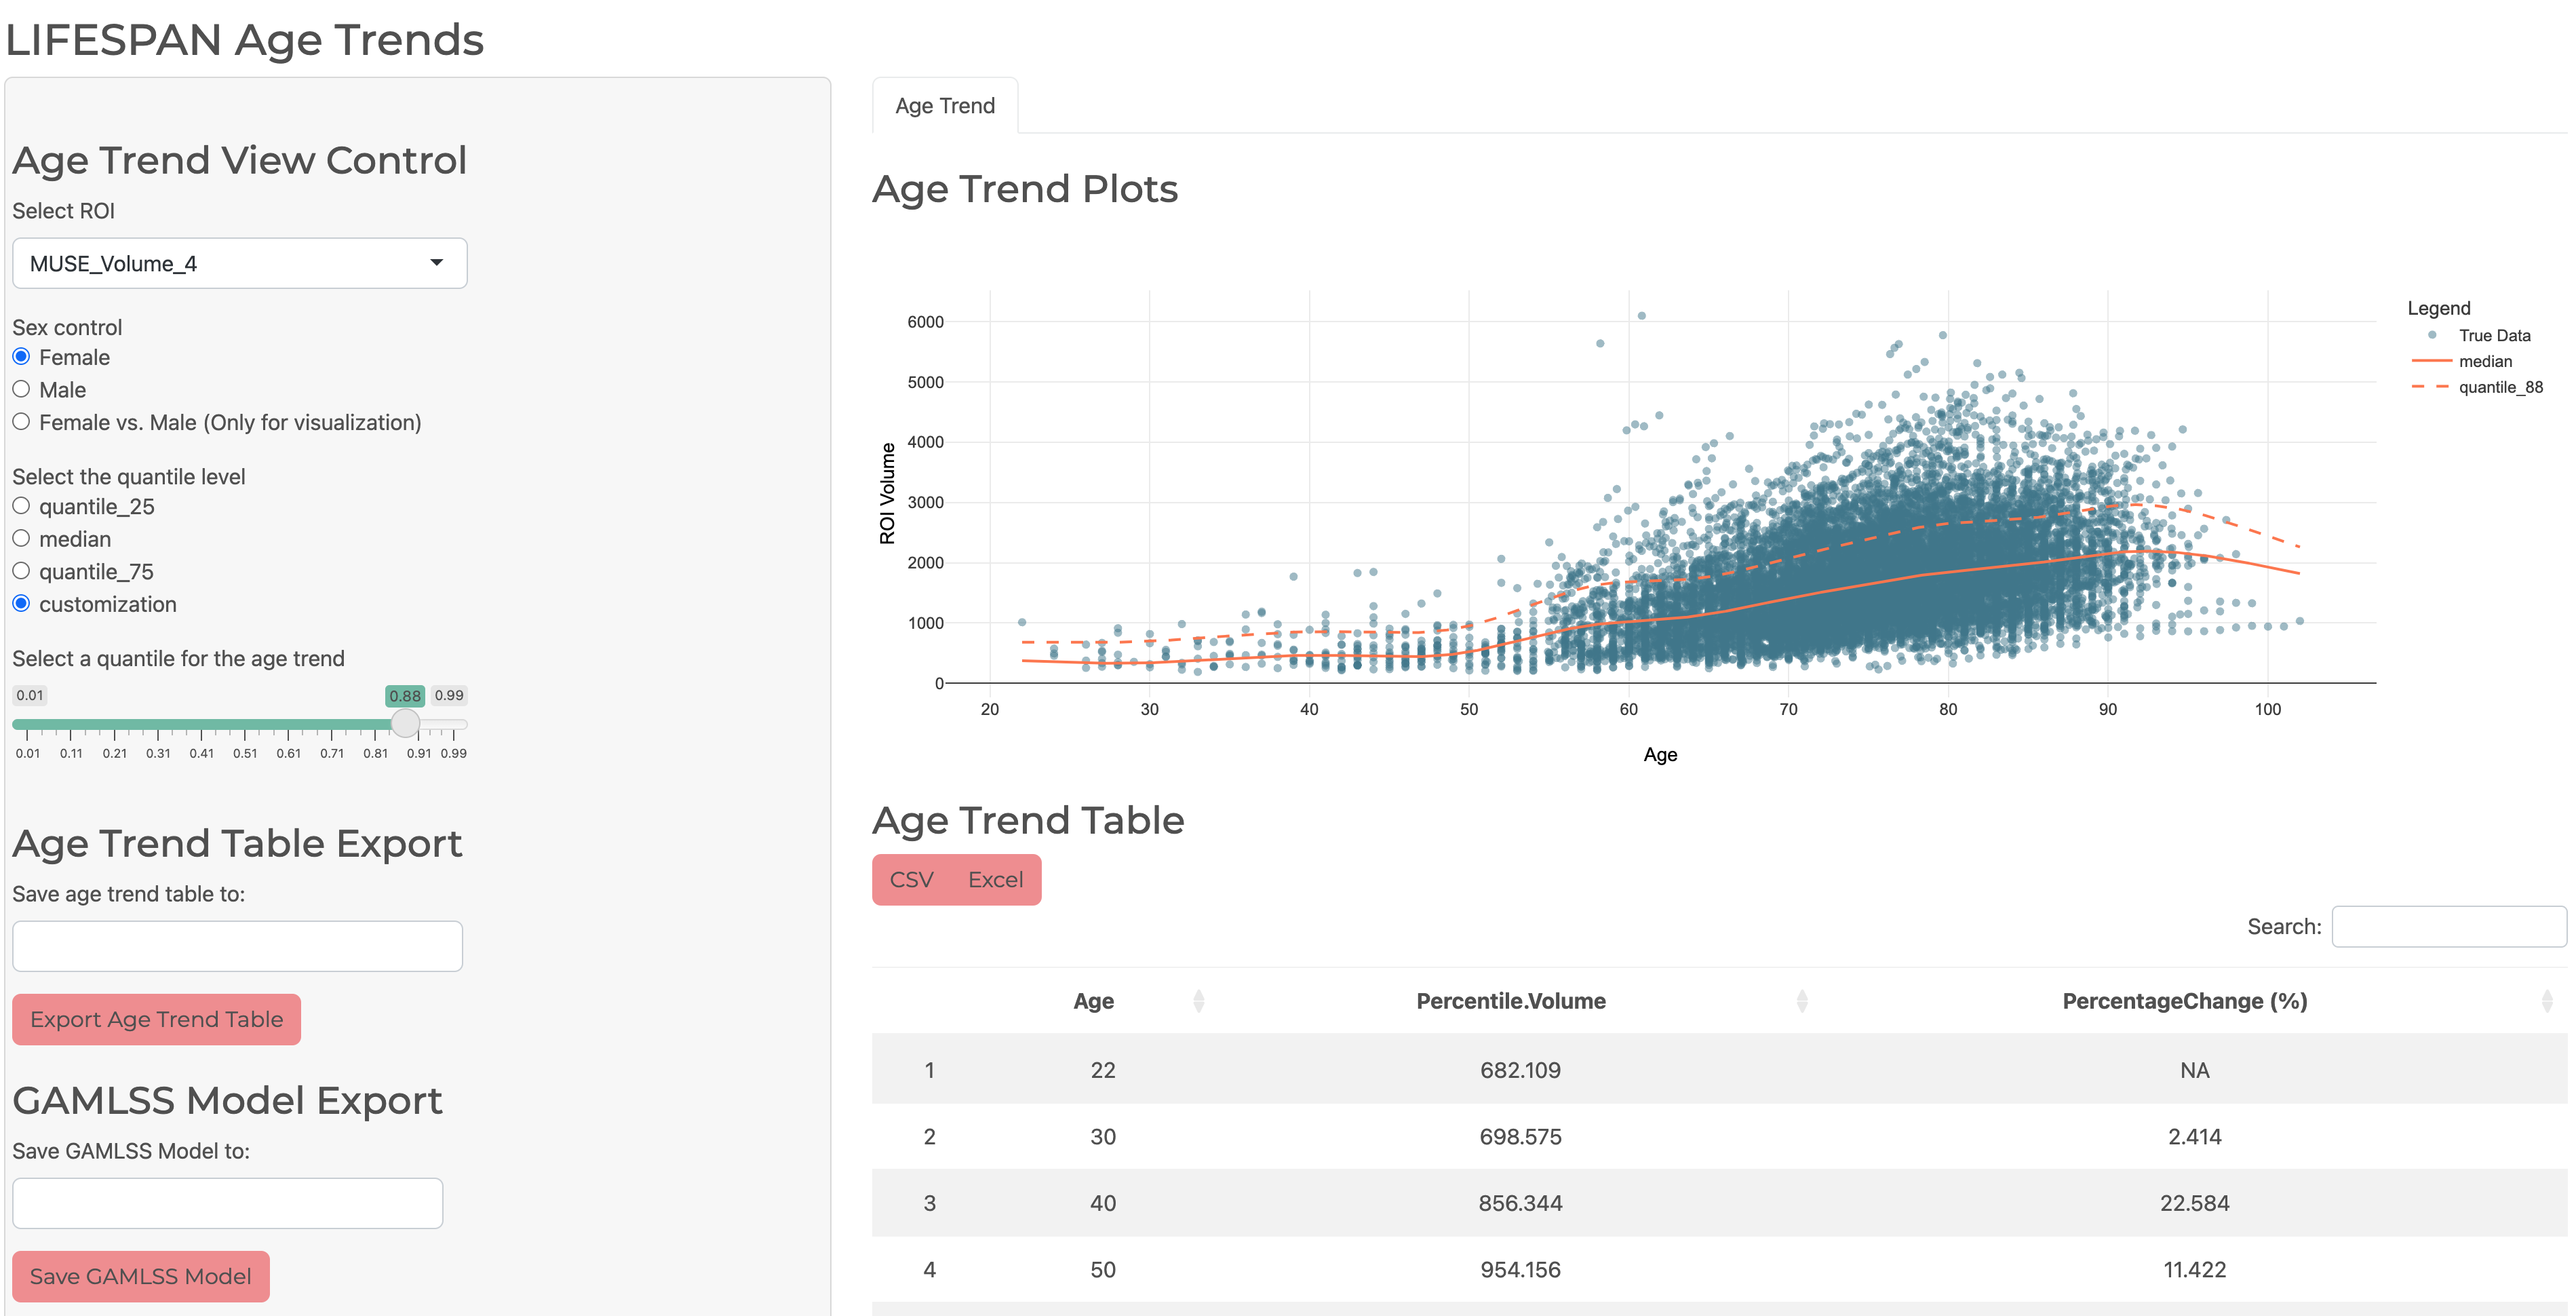 LIFESPAN Age Trends
Age Trend View Control
Select ROI
MUSE_Volume_4
Sex control
Female
Male
Female vs. Male (Only for visualization)
Select the quantile level
quantile_25
median
quantile_75
customization
Select a quantile for the age trend
0.01 0.88 0.99
0.01 0.11 0.21 0.31 0.41 0.51 0.61 0.71 0.81 0.91 0.99
Age Trend Table Export
Save age trend table to:
Export Age Trend Table
GAMLSS Model Export
Save GAMLSS Model to:
Save GAMLSS Model
Age Trend
Age Trend Plots
Legend
True Data
median
quantile_88
ROI Volume
6000
5000
4000
3000
2000
1000
0
20 30 40 50 60 70 80 90 100
Age
Age Trend Table
CSV Excel
Search:
Age Percentile.Volume PercentageChange (%)
1 22 682.109 NA
2 30 698.575 2.414
3 40 856.344 22.584
4 50 954.156 11.422